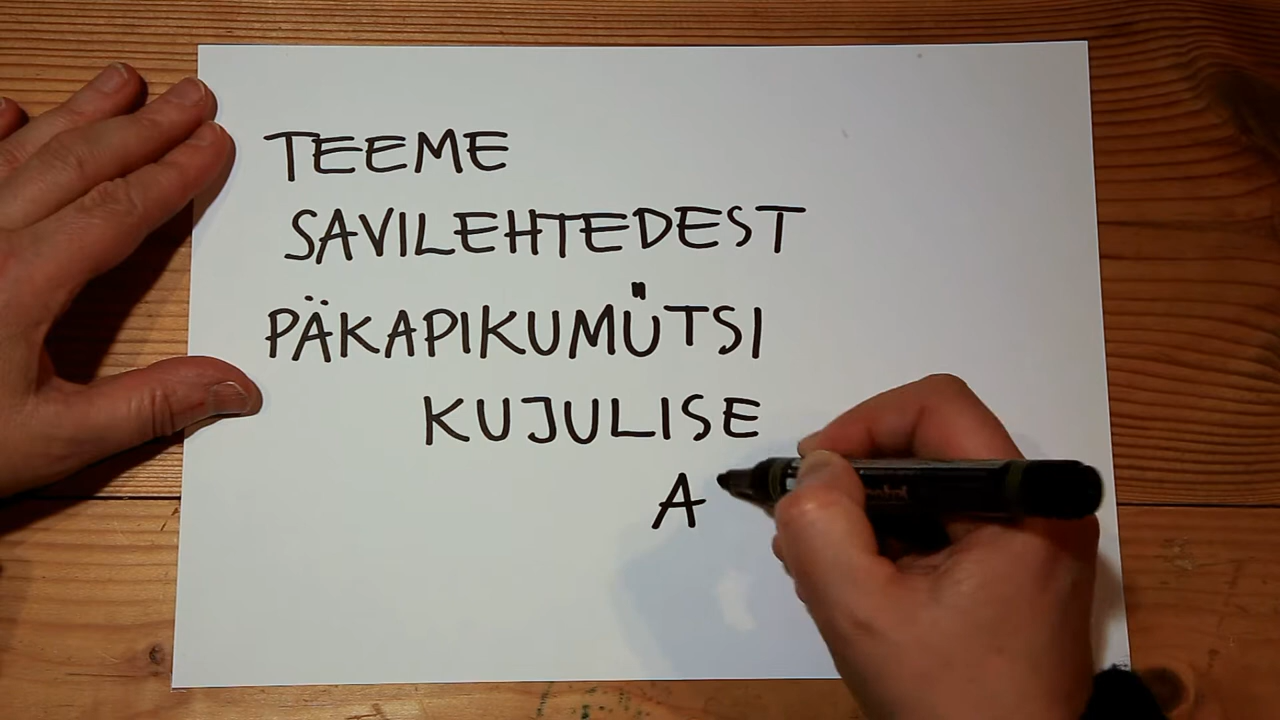 TEEME
SAVILEHTEDEST
PÄKAPIKUMÜTSI
KUJULISE
A